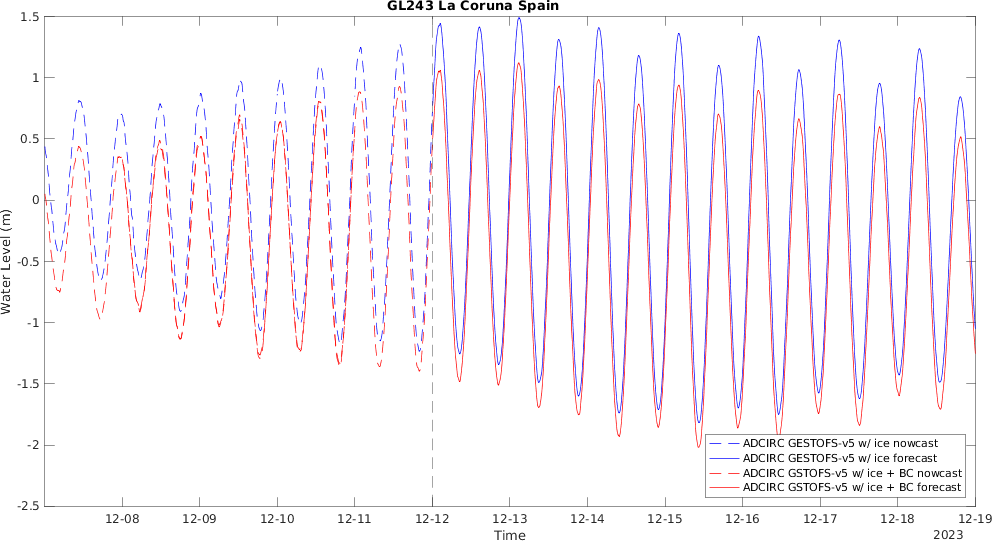 GL243 La Coruna Spain
1.5
1
0.5
0
-0.5
-1
-1.5
-2
-2.5
Water Level (m)
ADCIRC GESTOFS-v5 w/ ice nowcast
ADCIRC GESTOFS-v5 w/ ice forecast
ADCIRC GSTOFS-v5 w/ ice + BC nowcast
ADCIRC GSTOFS-v5 w/ ice + BC forecast
12-08 12-09 12-10 12-11 12-12 12-13 12-14 12-15 12-16 12-17 12-18 12-19
Time
2023